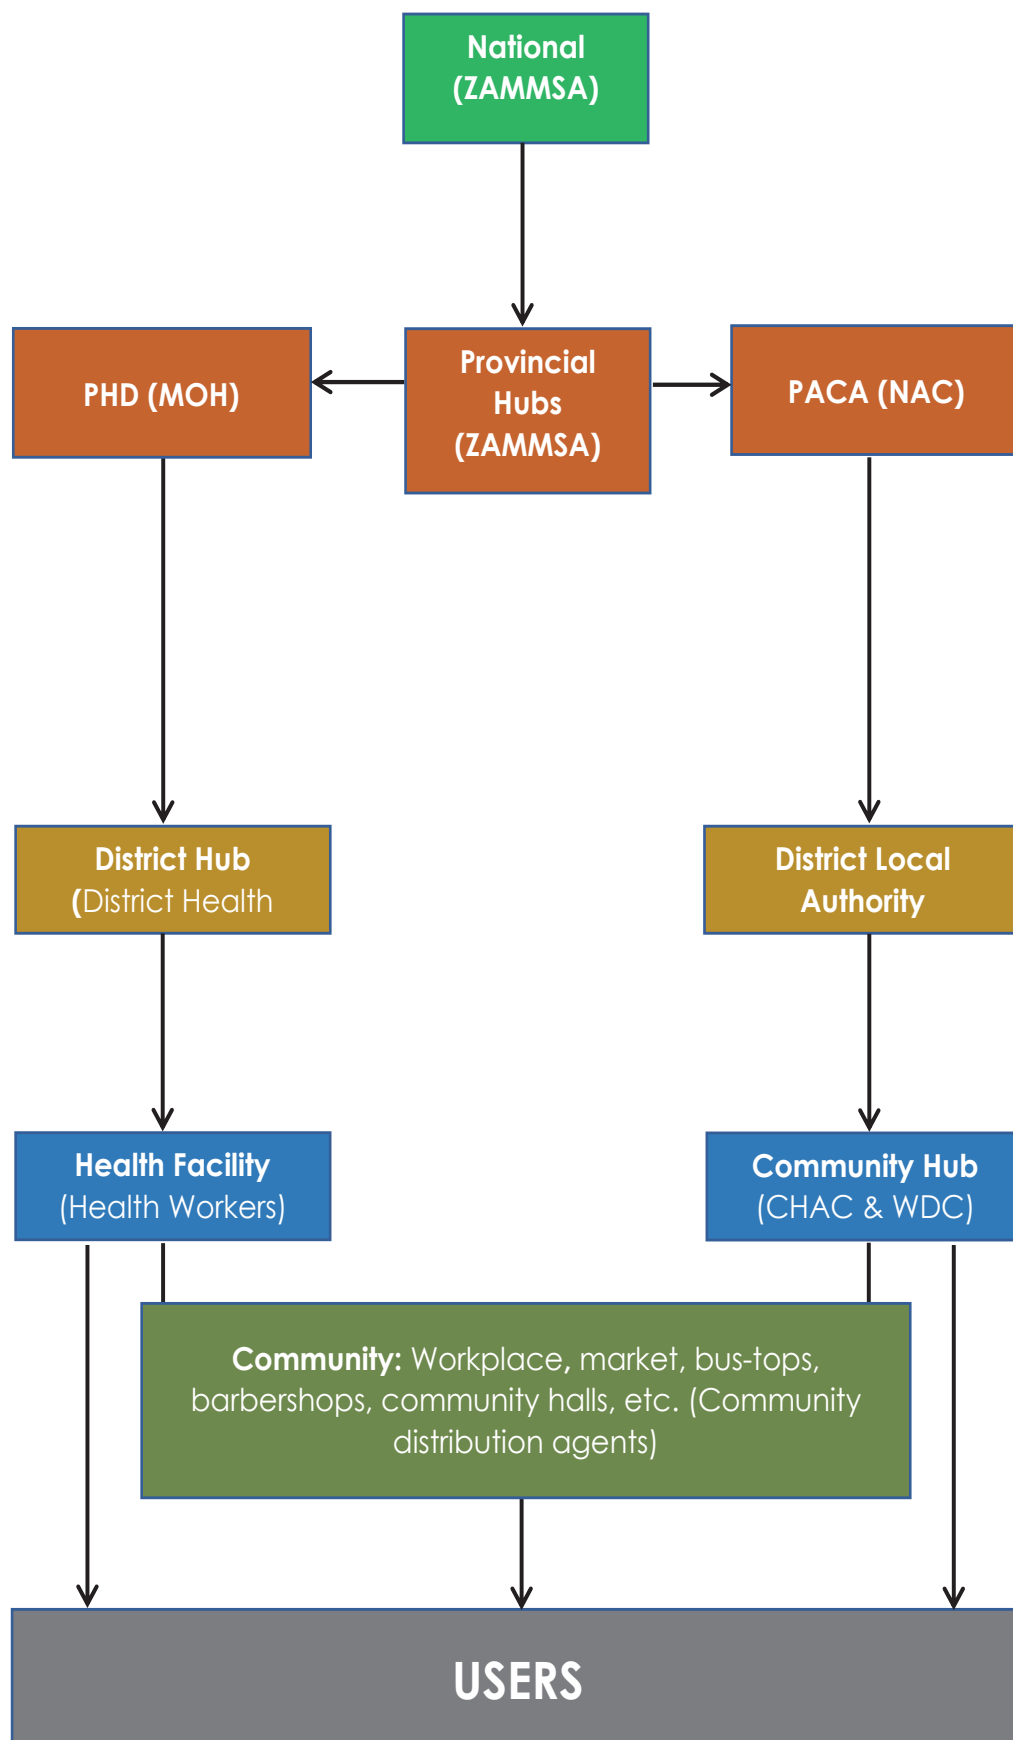 National
(ZAMMSA)
PHD (MOH)
Provincial
Hubs
(ZAMMSA)
PACA (NAC)
District Hub
(District Health
District Local
Authority
Health Facility
(Health Workers)
Community Hub
(CHAC & WDC)
Community: Workplace, market, bus-tops,
barbershops, community halls, etc. (Community
distribution agents)
USERS